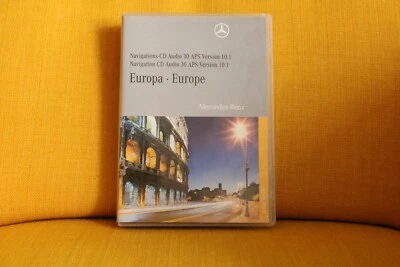 Navigations-CD Audio 30 APS Version 10.1
Navigation CD Audio 30 APS Version 10.1
Europa - Europe
Mercedes-Benz